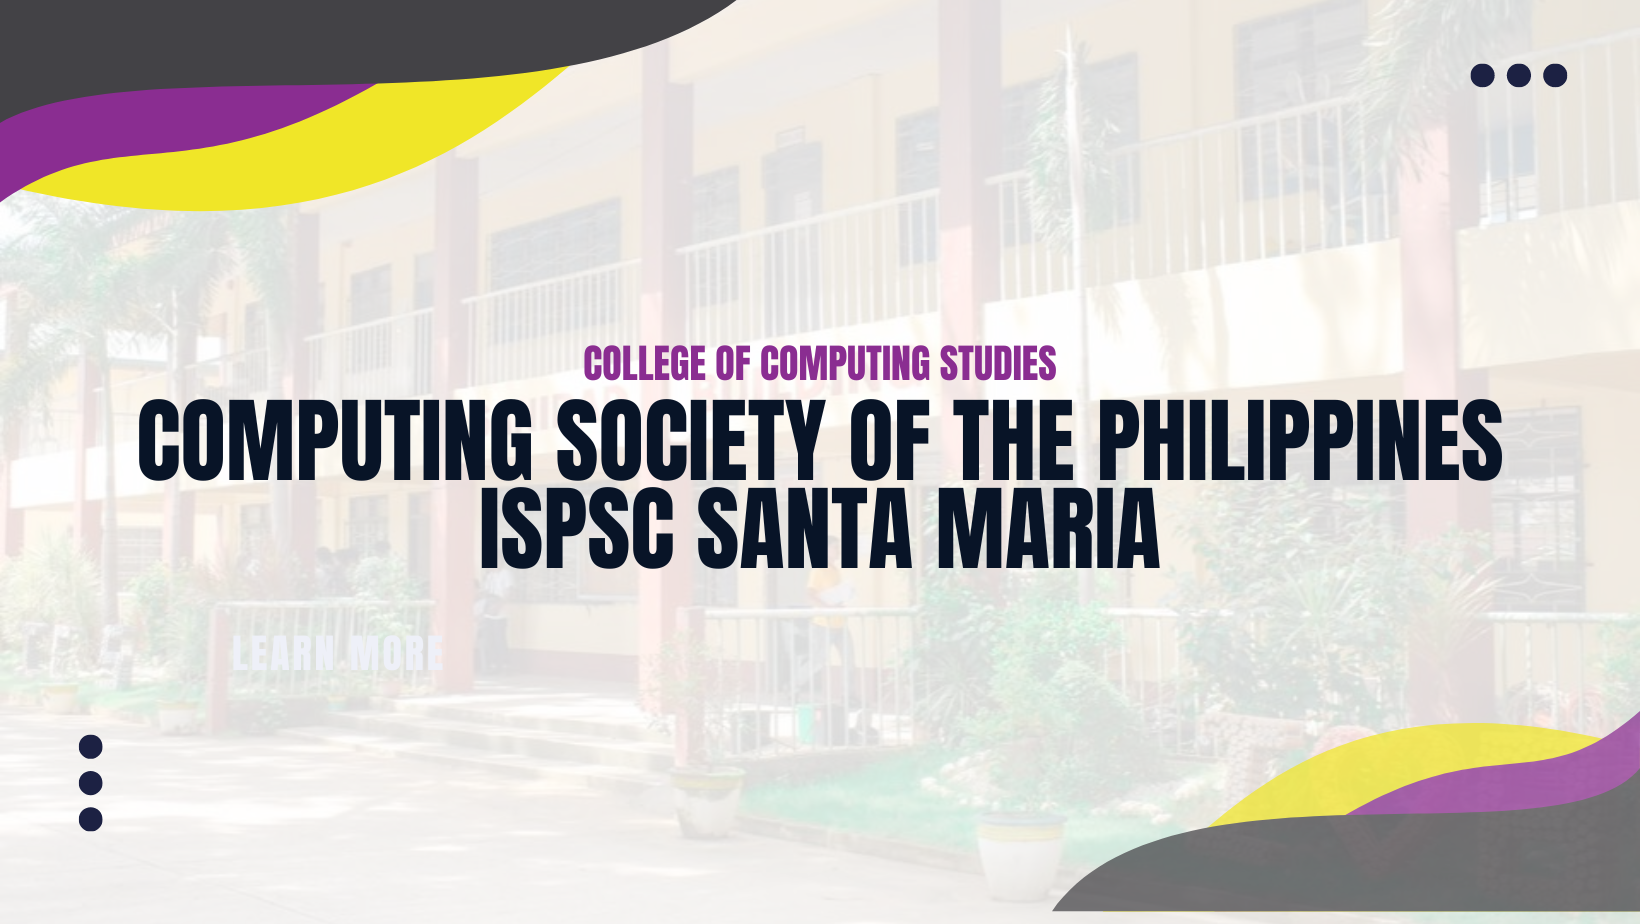 COLLEGE OF COMPUTING STUDIES
COMPUTING SOCIETY OF THE PHILIPPINES
ISPSC SANTA MARIA
LEARN MORE